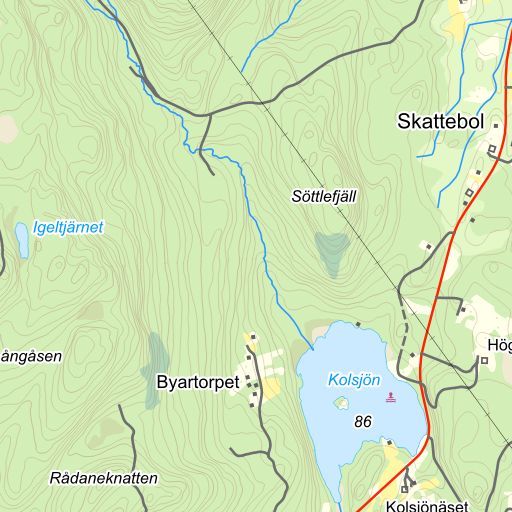 Skattebol
Söttlefjäll
Igeltjärnet
Hög
ångåsen
Byartorpet
Kolsjön
86
Rådaneknatten
Kolsjönäset